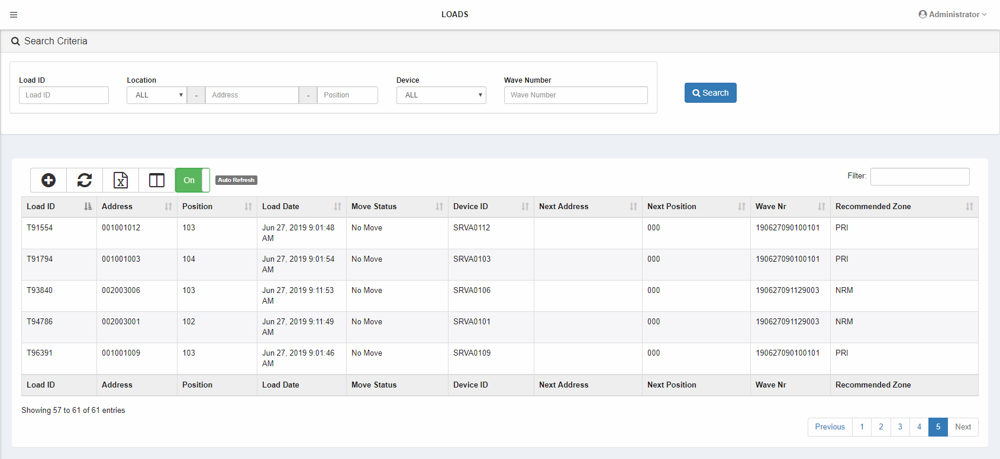 LOADS
Administrator
Search Criteria
Load ID Location Device Wave Number
Load ID ALL - Address - Position ALL Wave Number Search
On Auto Refresh Filter:
Load ID Address Position Load Date Move Status Device ID Next Address Next Position Wave Nr Recommended Zone
T91554 001001012 103 Jun 27, 2019 9:01:48 No Move SRVA0112 000 190627090100101 PRI
AM
T91794 001001003 104 Jun 27, 2019 9:01:54 No Move SRVA0103 000 190627090100101 PRI
AM
T93840 002003006 103 Jun 27, 2019 9:11:53 No Move SRVA0106 000 190627091129003 NRM
AM
T94786 002003001 102 Jun 27, 2019 9:11:49 No Move SRVA0101 000 190627091129003 NRM
AM
T96391 001001009 103 Jun 27, 2019 9:01:46 No Move SRVA0109 000 190627090100101 PRI
AM
Load ID Address Position Load Date Move Status Device ID Next Address Next Position Wave Nr Recommended Zone
Showing 57 to 61 of 61 entries
Previous 1 2 3 4 5 Next